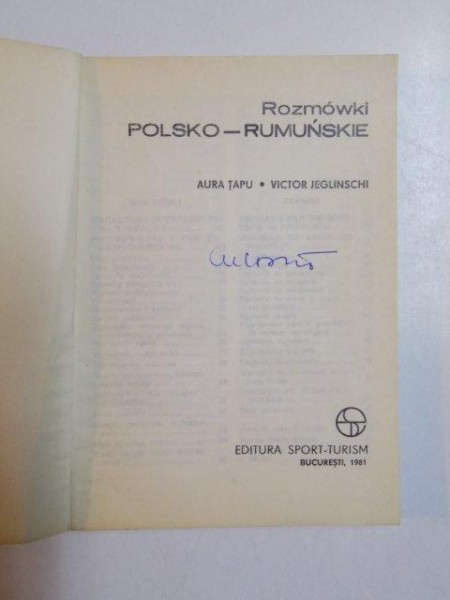 Rozmówki
POLSKO — RUMUŃSKIE
AURA ȚAPU • VICTOR JEGLINSCHI
EDITURA SPORT-TURISM
BUCUREȘTI, 1981